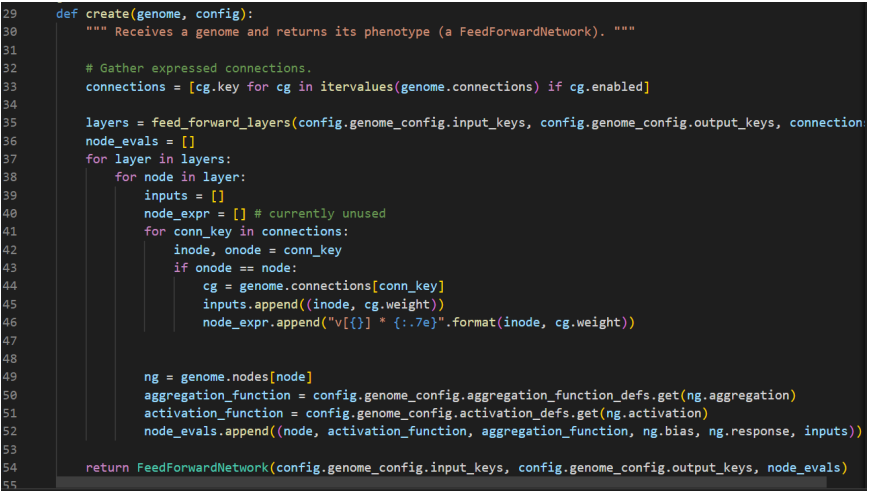 29 def create(genome, config):
30 """ Receives a genome and returns its phenotype (a FeedForwardNetwork). """
31
32 # Gather expressed connections.
33 connections = [cg.key for cg in itervalues(genome.connections) if cg.enabled]
34
35 layers = feed_forward_layers(config.genome_config.input_keys, config.genome_config.output_keys, connection
36 node_evals = []
37 for layer in layers:
38 for node in layer:
39 inputs = []
40 node_expr = [] # currently unused
41 for conn_key in connections:
42 inode, onode = conn_key
43 if onode == node:
44 cg = genome.connections[conn_key]
45 inputs.append((inode, cg.weight))
46 node_expr.append("v[{}] * {:.7e}".format(inode, cg.weight))
47
48
49 ng = genome.nodes[node]
50 aggregation_function = config.genome_config.aggregation_function_defs.get(ng.aggregation)
51 activation_function = config.genome_config.activation_defs.get(ng.activation)
52 node_evals.append((node, activation_function, aggregation_function, ng.bias, ng.response, inputs))
53
54 return FeedForwardNetwork(config.genome_config.input_keys, config.genome_config.output_keys, node_evals)
55